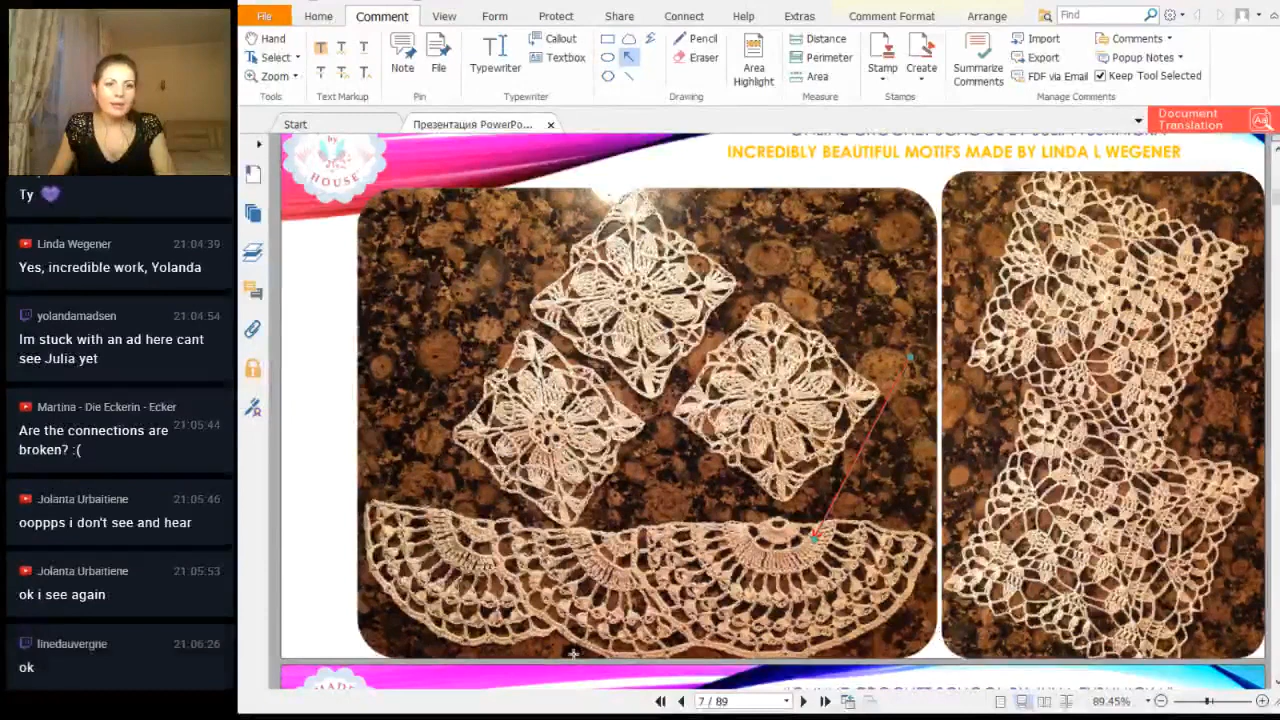 File
Home
Comment
View
Form
Protect
Share
Connect
Help
Extras
Comment Format
Arrange
Find
Hand
Select
Zoom
Tools
T T T
T T T
Text Markup
Note
File
Pin
Typewriter
Callout
Textbox
Typewriter
Pencil
Eraser
Drawing
Area
Highlight
Distance
Perimeter
Area
Measure
Stamp
Create
Stamps
Summarize
Comments
Import
Export
FDF via Email
Comments
Popup Notes
Keep Tool Selected
Manage Comments
Start
Презентация PowerPo...
Document
Translation
by
HOUSE
INCREDIBLY BEAUTIFUL MOTIFS MADE BY LINDA L WEGENER
Ty 💜
Linda Wegener 21:04:39
Yes, incredible work, Yolanda
yolandamadsen 21:04:54
Im stuck with an ad here cant
see Julia yet
Martina - Die Eckerin - Ecker
21:05:44
Are the connections are
broken? :(
Jolanta Urbaitiene 21:05:46
ooppps i don't see and hear
Jolanta Urbaitiene 21:05:53
ok i see again
linedauvergne 21:06:26
ok
MADE
7 / 89
89.45%